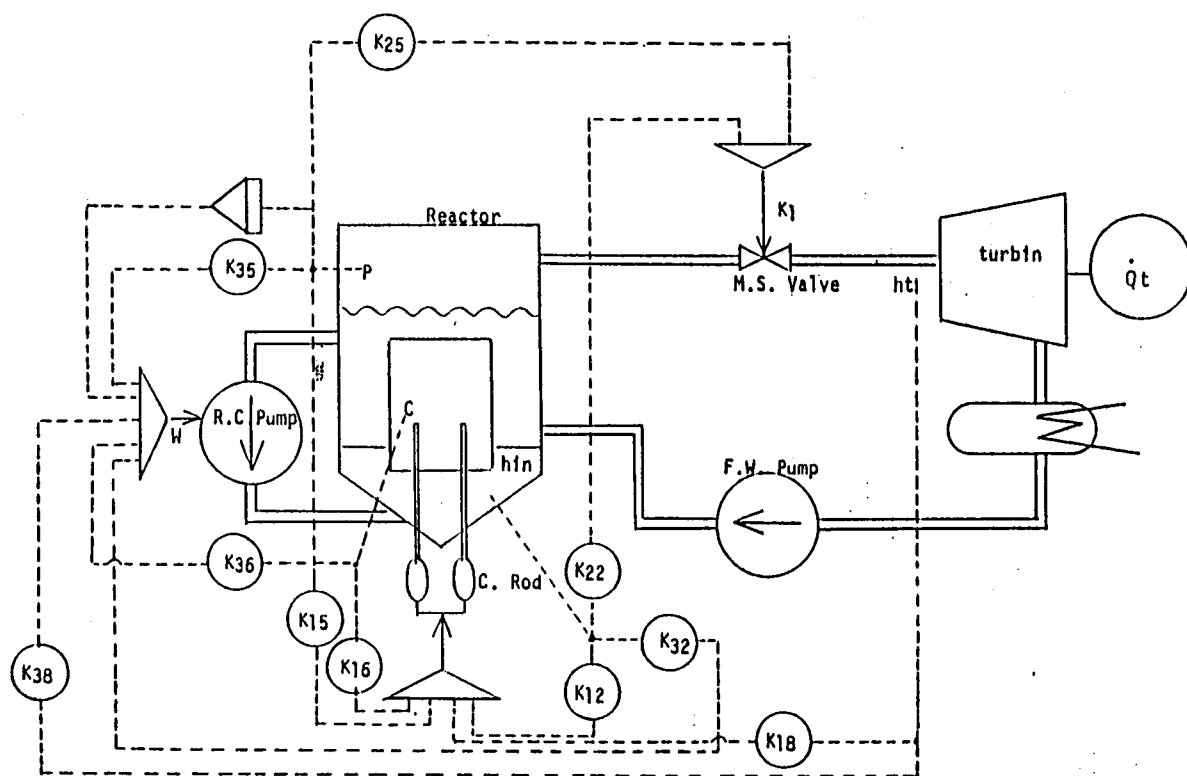 K25
K1
Reactor
K35
P
M.S. Valve
ht
turbin
Q̇t
R.C Pump
W
C
hin
F.W. Pump
K36
K22
C. Rod
K15
K16
K32
K38
K12
K18